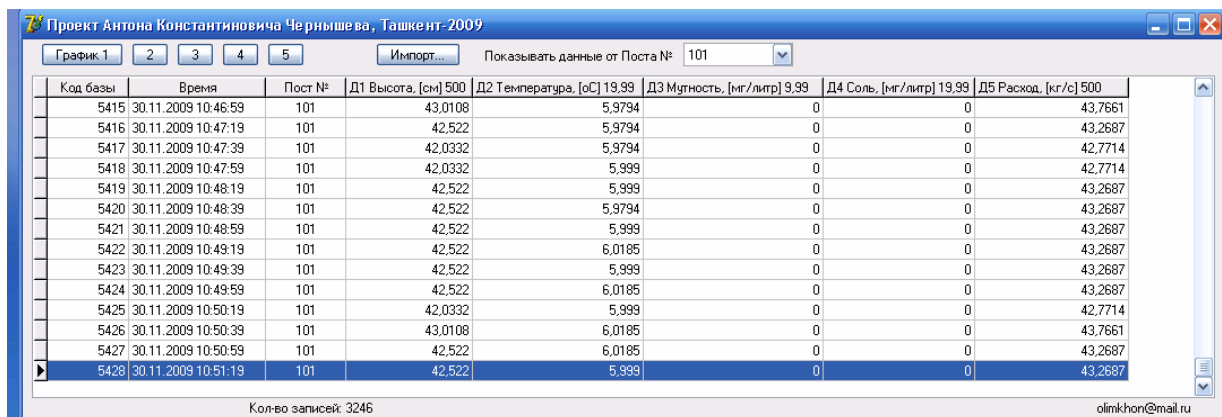 Проект Антона Константиновича Чернышева, Ташкент-2009
График 1 2 3 4 5 Импорт... Показывать данные от Поста № 101
Код базы Время Пост № Д1 Высота, [см] 500 Д2 Температура, [оС] 19,99 Д3 Мутность, [мг/литр] 9,99 Д4 Соль, [мг/литр] 19,99 Д5 Расход, [кг/с] 500
5415 30.11.2009 10:46:59 101 43,0108 5,9794 0 0 43,7661
5416 30.11.2009 10:47:19 101 42,522 5,9794 0 0 43,2687
5417 30.11.2009 10:47:39 101 42,0332 5,9794 0 0 42,7714
5418 30.11.2009 10:47:59 101 42,0332 5,999 0 0 42,7714
5419 30.11.2009 10:48:19 101 42,522 5,999 0 0 43,2687
5420 30.11.2009 10:48:39 101 42,522 5,9794 0 0 43,2687
5421 30.11.2009 10:48:59 101 42,522 5,999 0 0 43,2687
5422 30.11.2009 10:49:19 101 42,522 6,0185 0 0 43,2687
5423 30.11.2009 10:49:39 101 42,522 5,999 0 0 43,2687
5424 30.11.2009 10:49:59 101 42,522 6,0185 0 0 43,2687
5425 30.11.2009 10:50:19 101 42,0332 5,999 0 0 42,7714
5426 30.11.2009 10:50:39 101 43,0108 6,0185 0 0 43,7661
5427 30.11.2009 10:50:59 101 42,522 6,0185 0 0 43,2687
5428 30.11.2009 10:51:19 101 42,522 5,999 0 0 43,2687
Кол-во записей: 3246 olimkhon@mail.ru